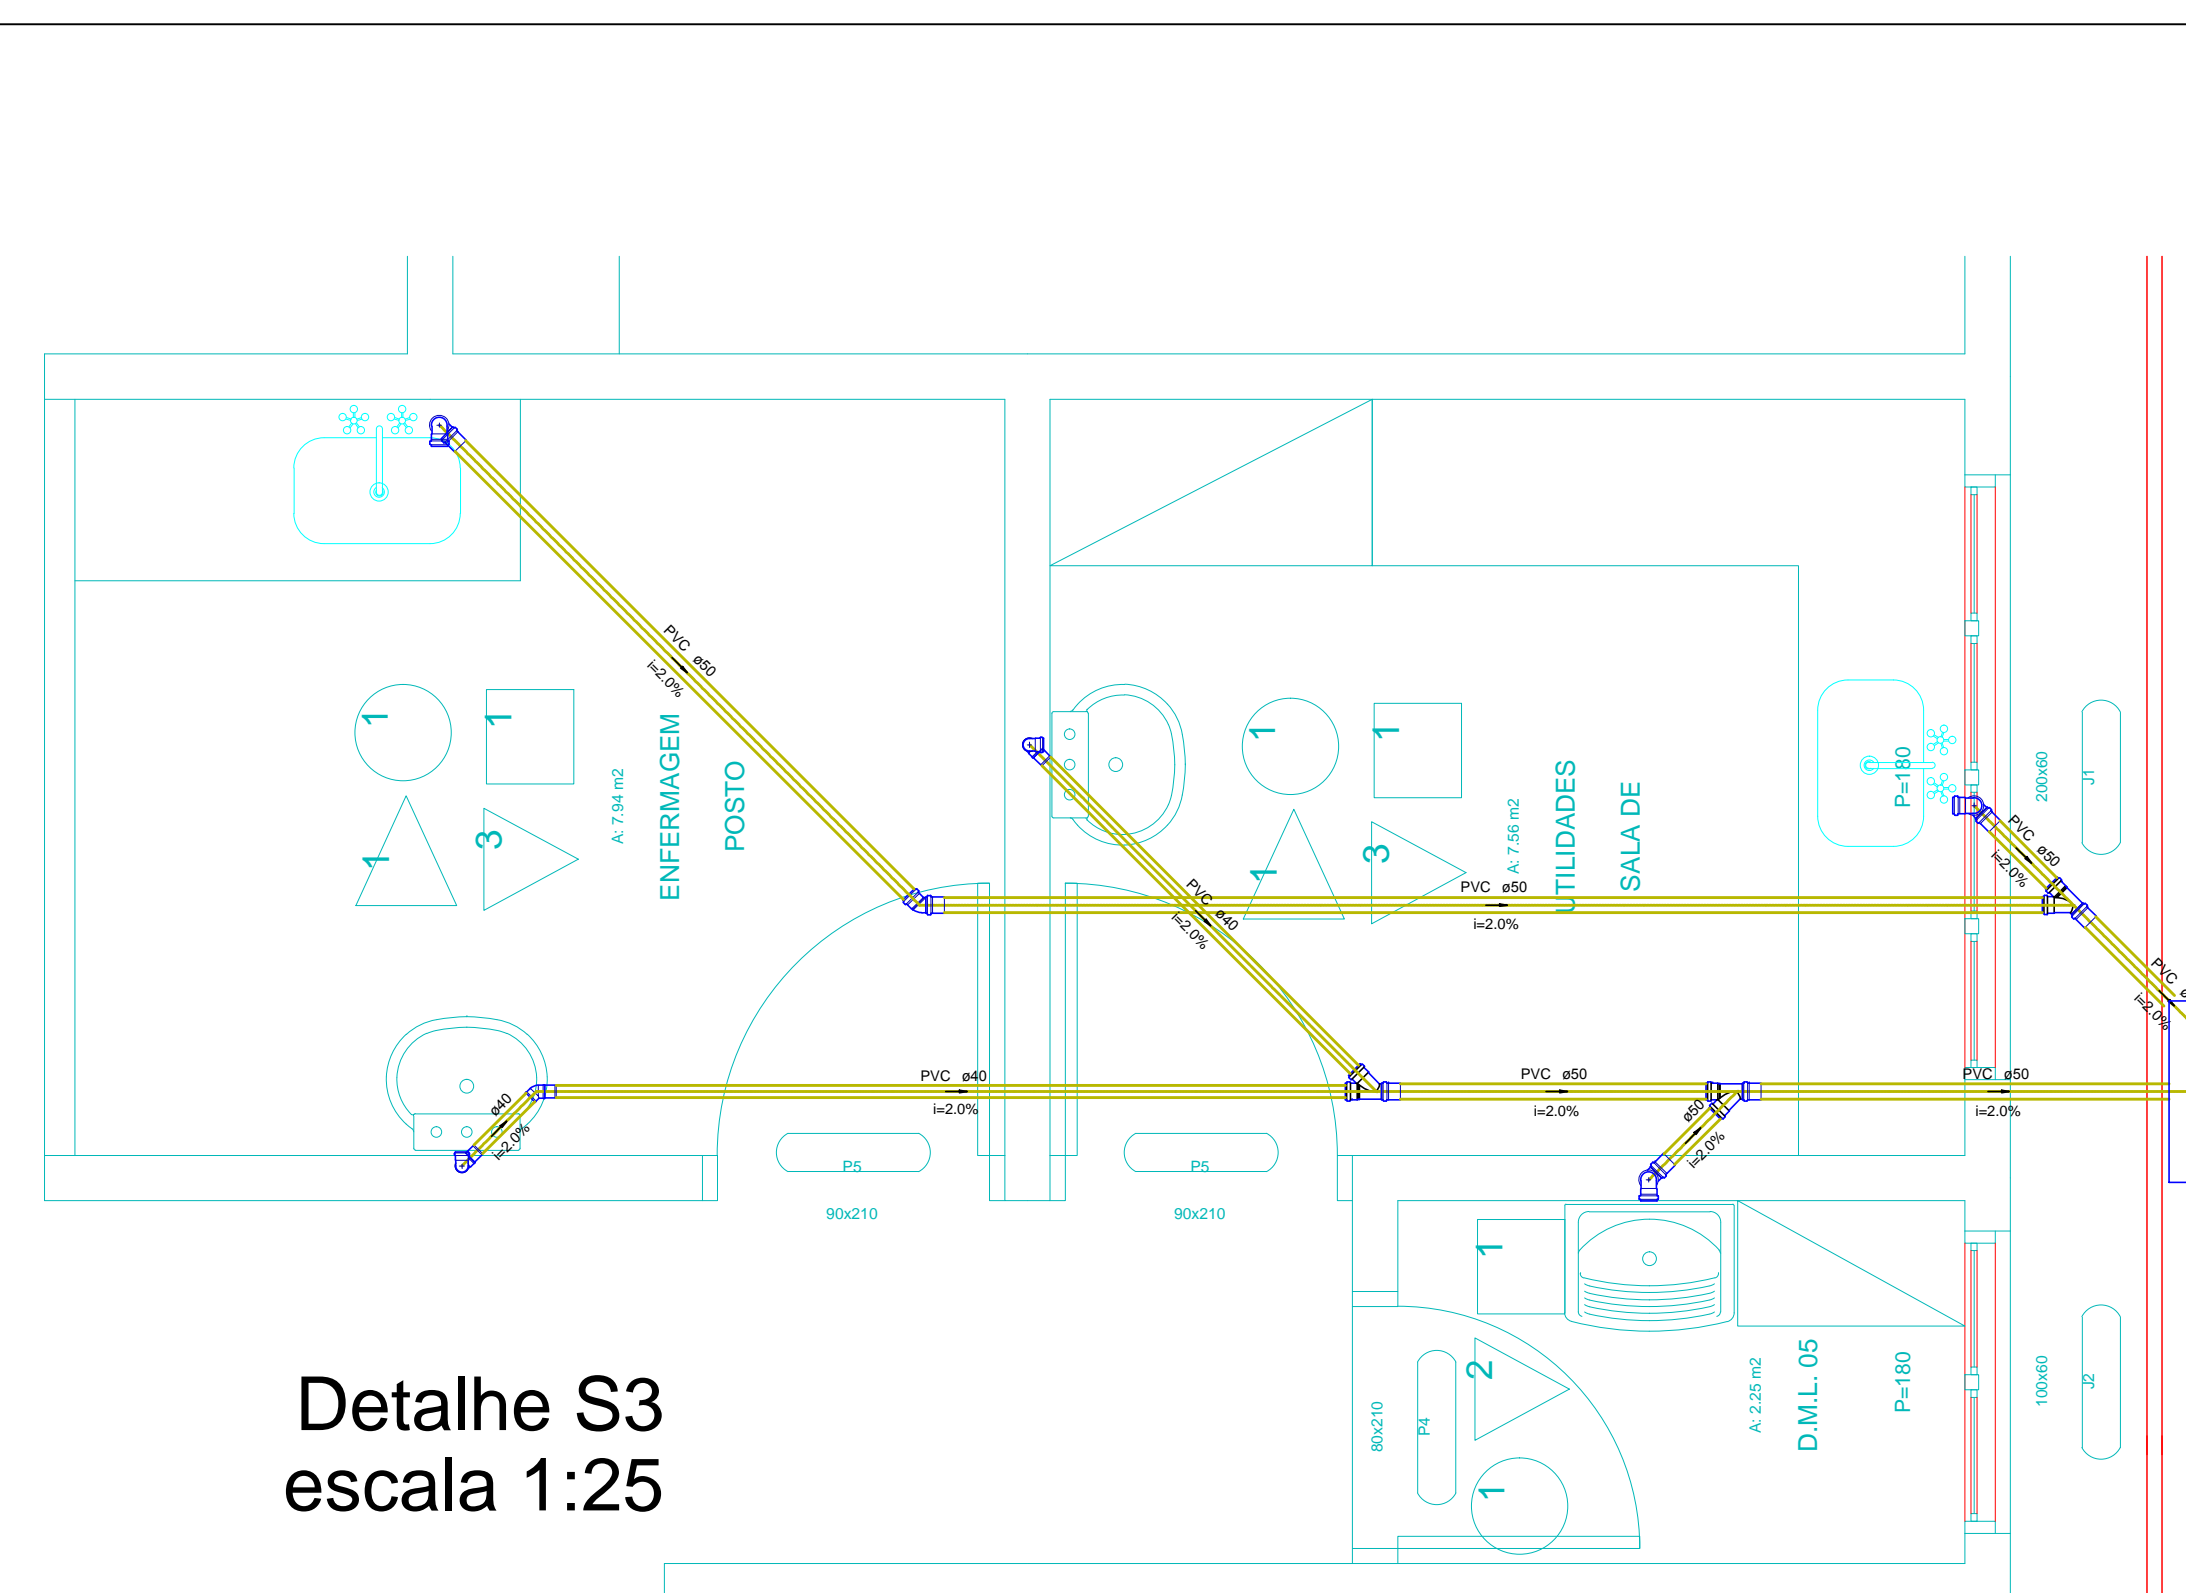 PVC ø50
i=2.0%
1
1
1
3
A: 7.94 m2
POSTO
ENFERMAGEM
PVC ø40
i=2.0%
1
1
1
3
A: 7.56 m2
SALA DE
UTILIDADES
PVC ø50
i=2.0%
P=180
200x60
J1
PVC ø50
i=2.0%
PVC
i=2.0%
ø40
i=2.0%
PVC ø40
i=2.0%
PVC ø50
i=2.0%
ø50
i=2.0%
PVC ø50
i=2.0%
P5
90x210
P5
90x210
1
2
1
80x210
P4
A: 2.25 m2
D.M.L. 05
P=180
100x60
J2
Detalhe S3
escala 1:25